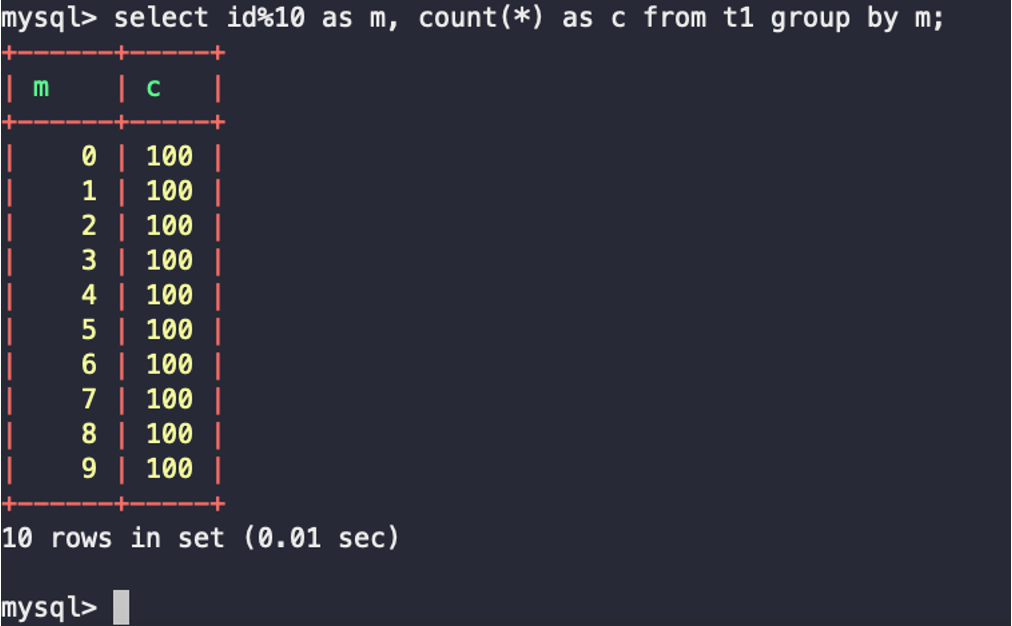 mysql> select id%10 as m, count(*) as c from t1 group by m;
+------+-----+
| m    | c   |
+------+-----+
|    0 | 100 |
|    1 | 100 |
|    2 | 100 |
|    3 | 100 |
|    4 | 100 |
|    5 | 100 |
|    6 | 100 |
|    7 | 100 |
|    8 | 100 |
|    9 | 100 |
+------+-----+
10 rows in set (0.01 sec)
mysql>